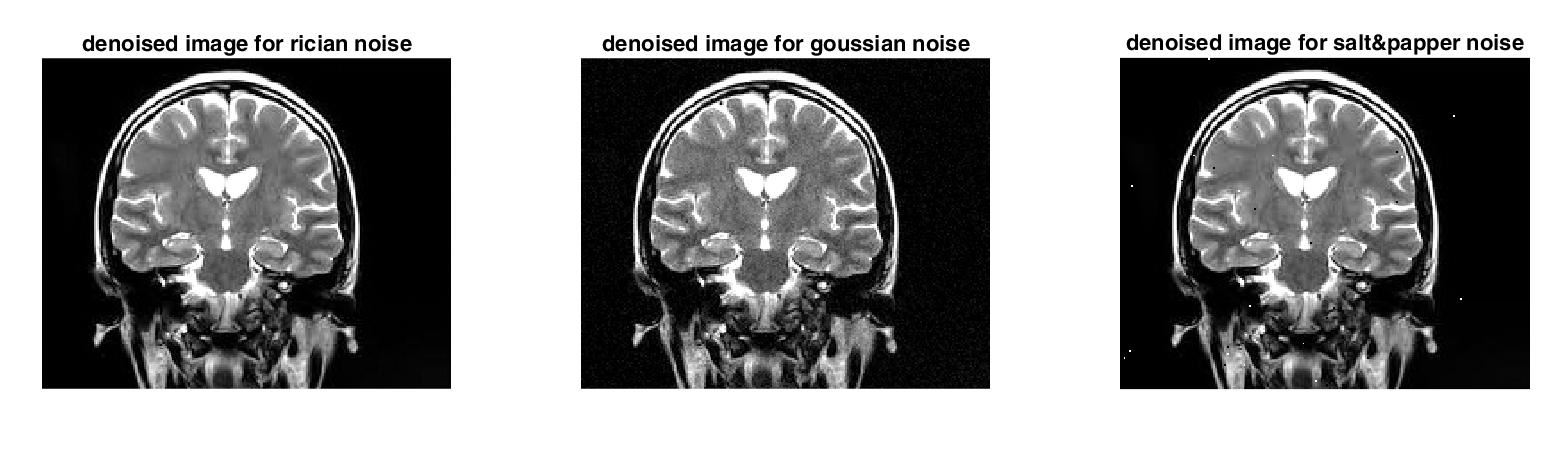 denoised image for rician noise
denoised image for goussian noise
denoised image for salt&papper noise